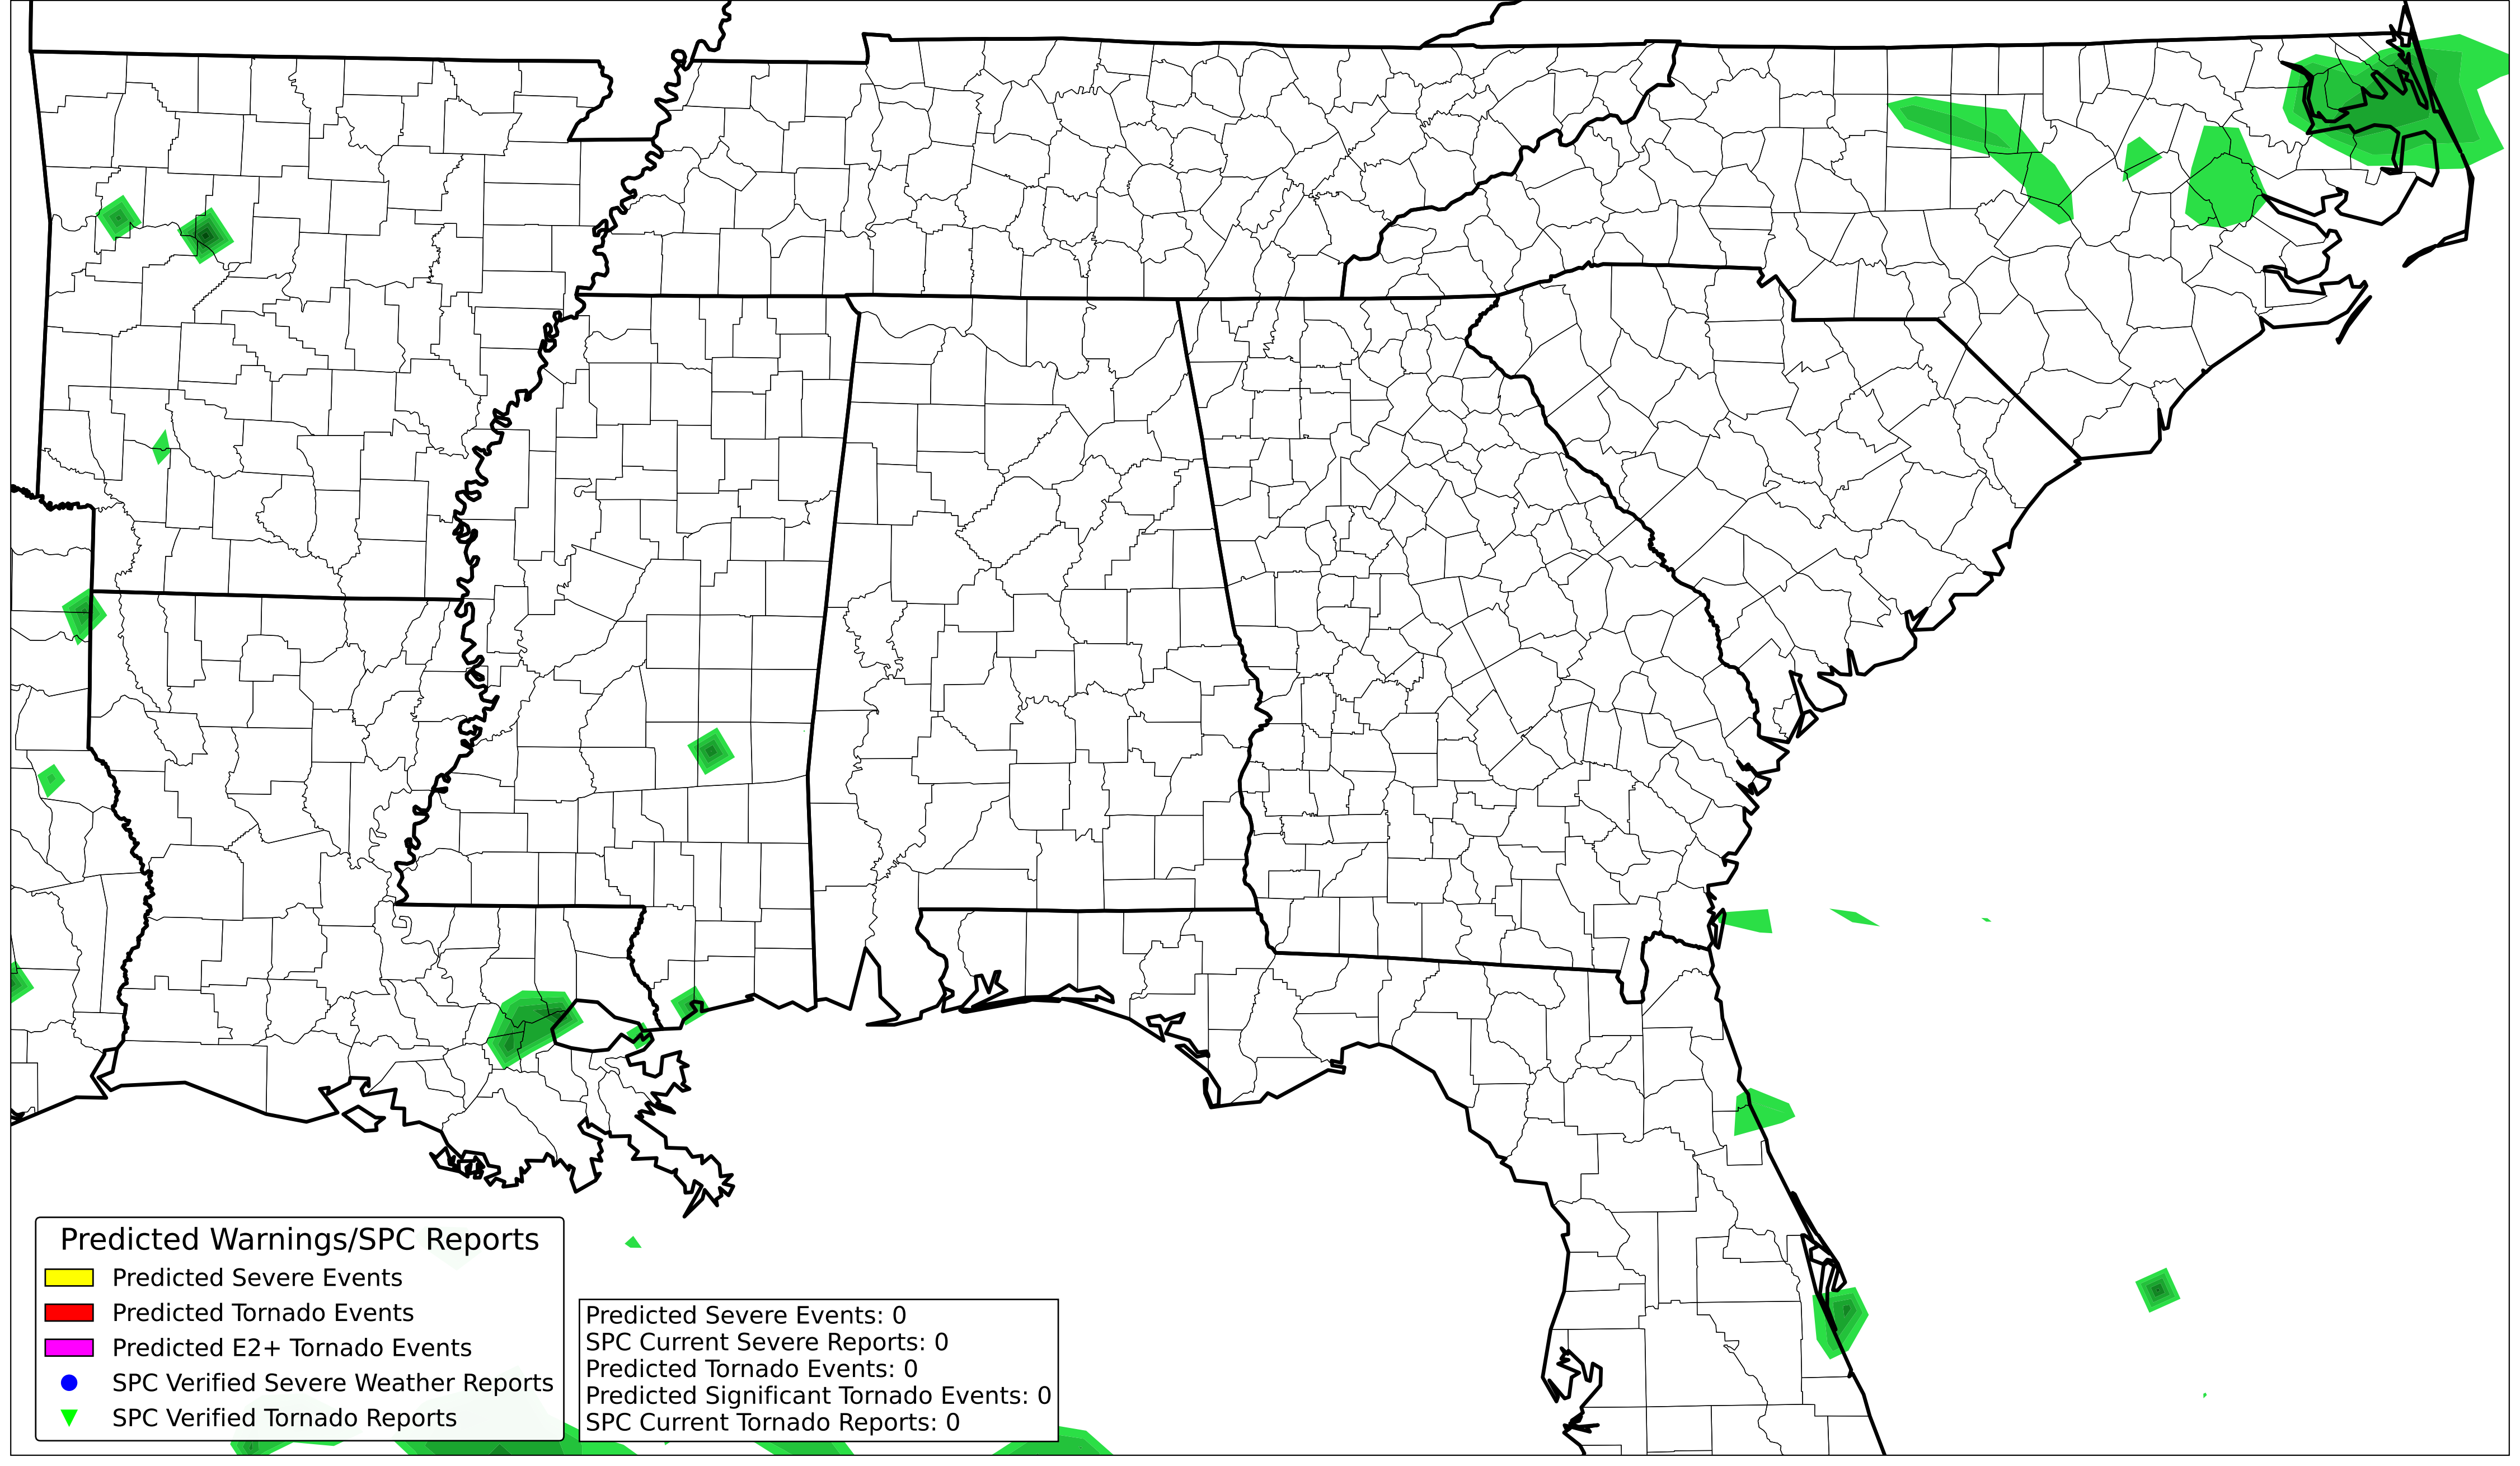 Predicted Warnings/SPC Reports
Predicted Severe Events
Predicted Tornado Events
Predicted E2+ Tornado Events
SPC Verified Severe Weather Reports
SPC Verified Tornado Reports
Predicted Severe Events: 0
SPC Current Severe Reports: 0
Predicted Tornado Events: 0
Predicted Significant Tornado Events: 0
SPC Current Tornado Reports: 0